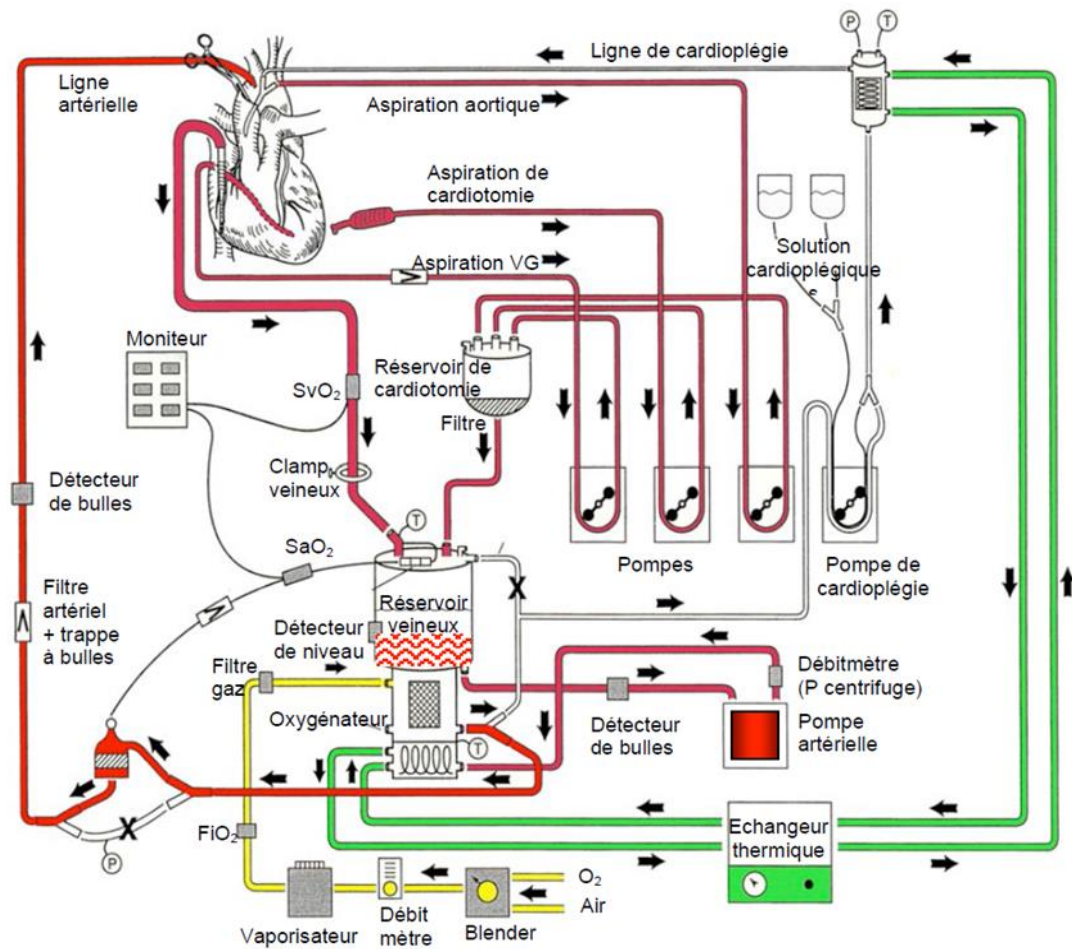 P
T
Ligne de cardioplégie
Ligne
artérielle
Aspiration aortique
Aspiration de
cardiotomie
Solution
cardioplégique
s
Aspiration VG
Moniteur
SvO₂
Réservoir de
cardiotomie
Filtre
Clamp
veineux
Détecteur
de bulles
T
SaO₂
Pompes
Pompe de
cardioplégie
X
Filtre
artériel
+ trappe
à bulles
Réservoir
veineux
Détecteur
de niveau
Filtre
gaz
Débitmètre
(P centrifuge)
Oxygénateur
Détecteur
de bulles
Pompe
artérielle
T
X
P
FiO₂
Echangeur
thermique
O₂
Air
Vaporisateur
Débit
mètre
Blender